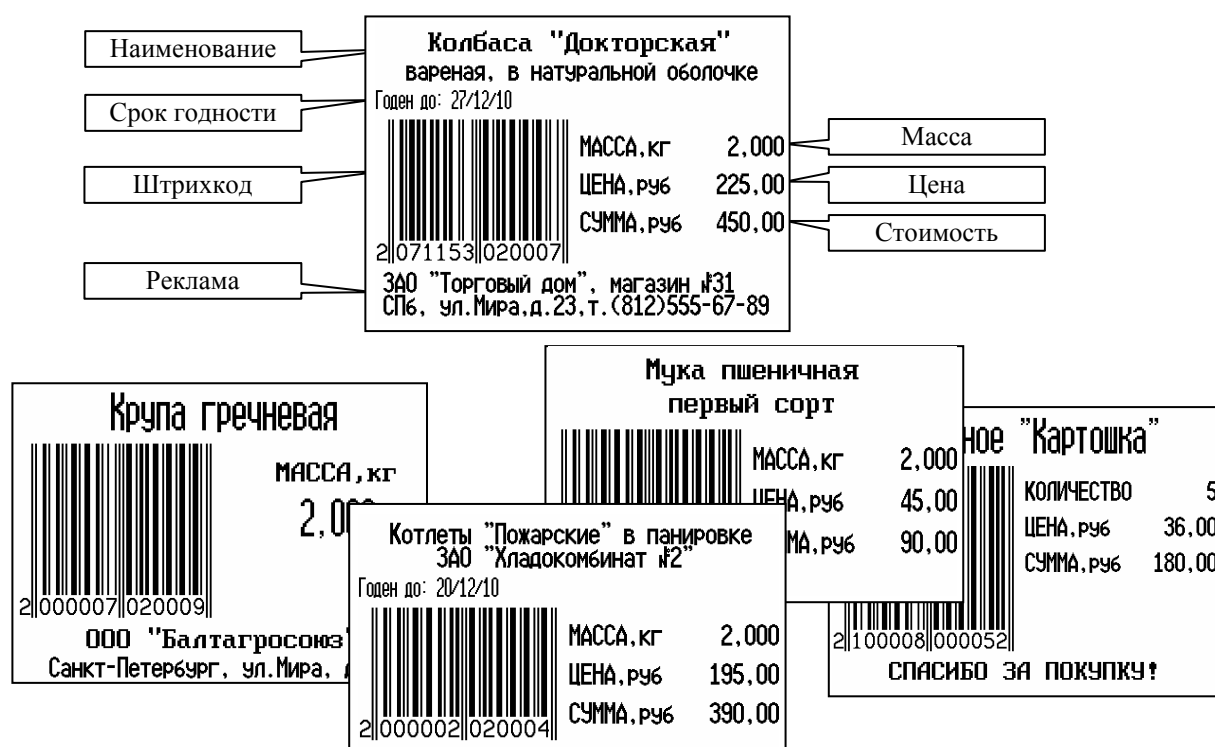 Наименование
Срок годности
Штрихкод
Реклама
Колбаса "Докторская"
вареная, в натуральной оболочке
Годен до: 27/12/10
МАССА,кг 2,000
ЦЕНА,руб 225,00
СУММА,руб 450,00
2 071153 020007
ЗАО "Торговый дом", магазин №31
СПб, ул.Мира,д.23,т.(812)555-67-89
Масса
Цена
Стоимость
Крупа гречневая
МАССА,кг
2 000007 020009
ООО "Балтагросоюз"
Санкт-Петербург, ул.Мира,
Мука пшеничная
первый сорт
МАССА,кг 2,000
ЦЕНА,руб 45,00
90,00
Котлеты "Пожарские" в панировке
ЗАО "Хладокомбинат №2"
Годен до: 20/12/10
МАССА,кг 2,000
ЦЕНА,руб 195,00
СУММА,руб 390,00
2 000002 020004
"Картошка"
КОЛИЧЕСТВО 5
ЦЕНА,руб 36,00
СУММА,руб 180,00
2 100008 000052
СПАСИБО ЗА ПОКУПКУ!